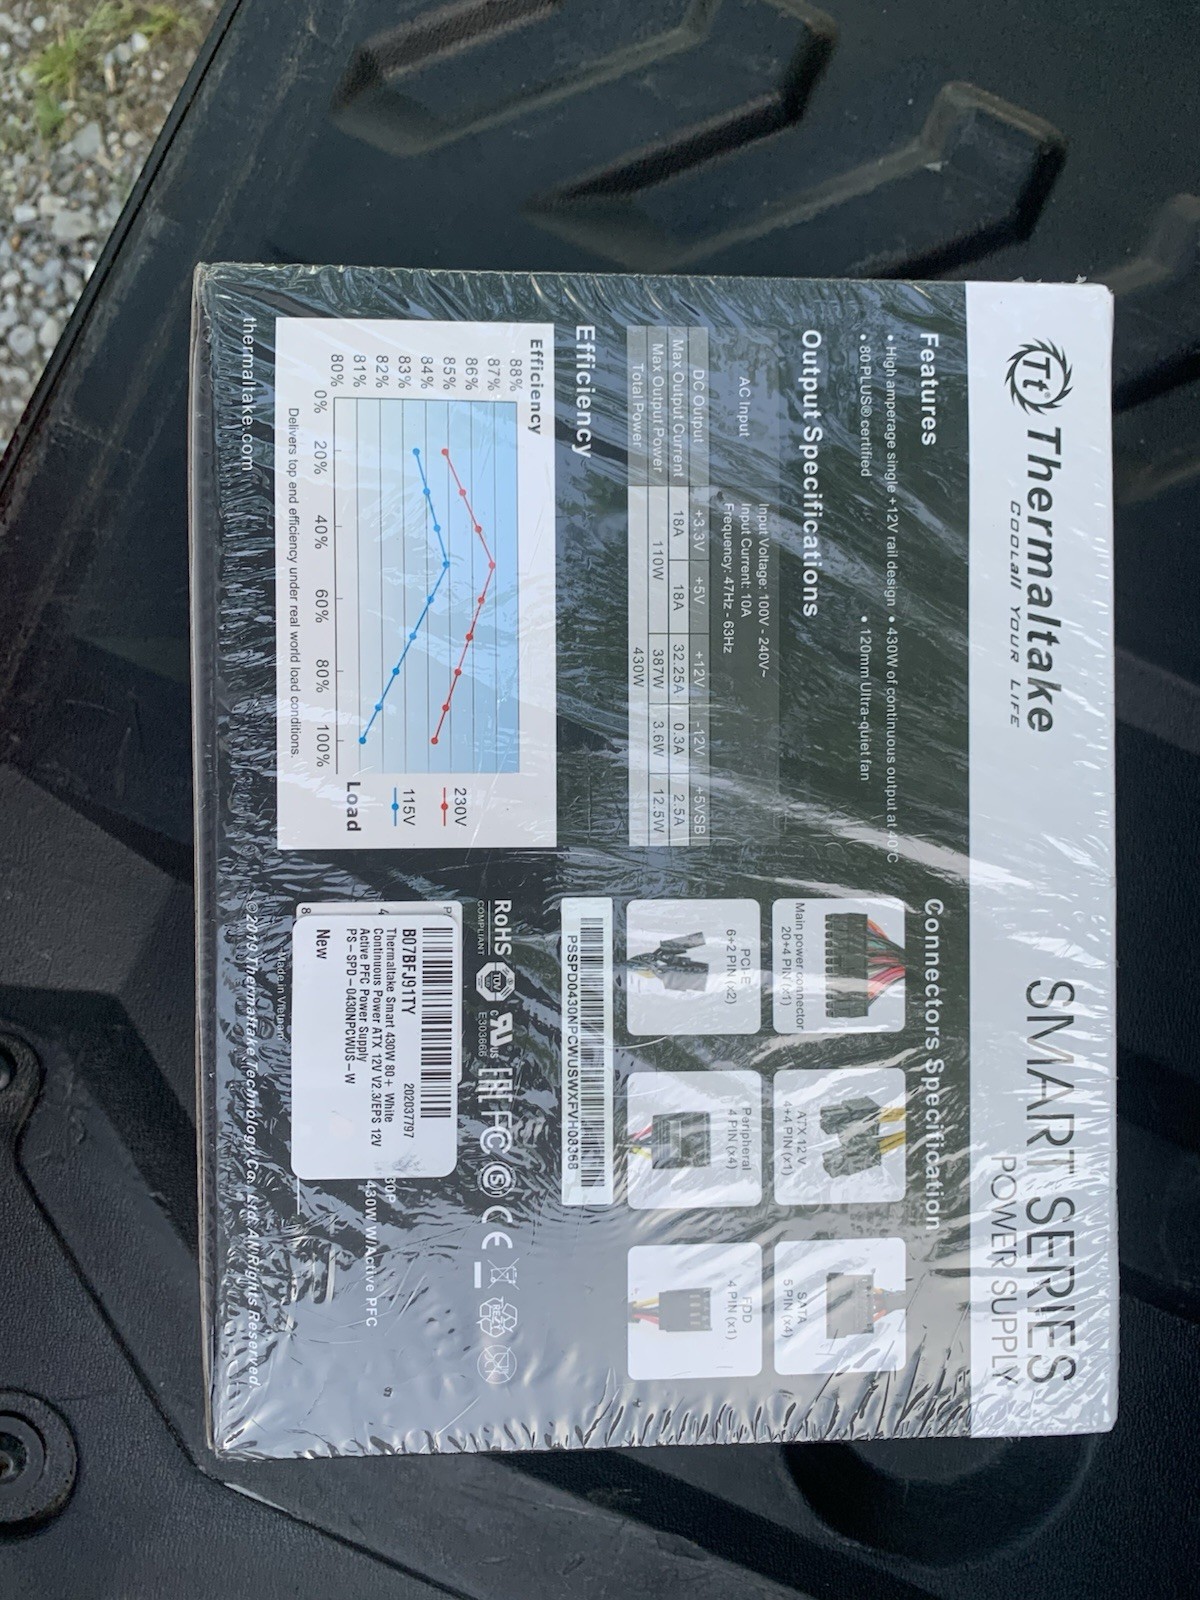 Tt® Thermaltake
COOLall YOUR LIFE
SMART SERIES
POWER SUPPLY
Features
• High amperage single +12V rail design
• 430W of continuous output at 40°C
• 80 PLUS® certified
• 120mm Ultra-quiet fan
Output Specifications
AC Input
Input Voltage: 100V - 240V~
Input Current: 10A
Frequency: 47Hz - 63Hz
DC Output +3.3V +5V +12V -12V +5VSB
Max Output Current 18A 18A 32.25A 0.3A 2.5A
Max Output Power 110W 387W 3.6W 12.5W
Total Power 430W
Efficiency
Efficiency
88%
87%
86%
85%
84%
83%
82%
81%
80%
0% 20% 40% 60% 80% 100%
Load
230V
115V
Delivers top end efficiency under real world load conditions.
thermaltake.com
Connectors Specification
Main power connector
20+4 PIN (x1)
ATX 12 V
4+4 PIN (x1)
SATA
5 PIN (x4)
PCI-E
6+2 PIN (x2)
Peripheral
4 PIN (x4)
FDD
4 PIN (x1)
PSSPD0430NPCWUSWXFVH08368
RoHS
COMPLIANT
TÜV
c UL US
E303666
EAC FC CE
B07BFJ91TY 202037797
Thermaltake Smart 430W 80+ White
Continuous Power ATX 12V V2.3/EPS 12V
Active PFC Power Supply
PS-SPD-0430NPCWUS-W
New
430W W/Active PFC
Made in Vietnam
©2019 Thermaltake Technology Co., Ltd. All Rights Reserved.